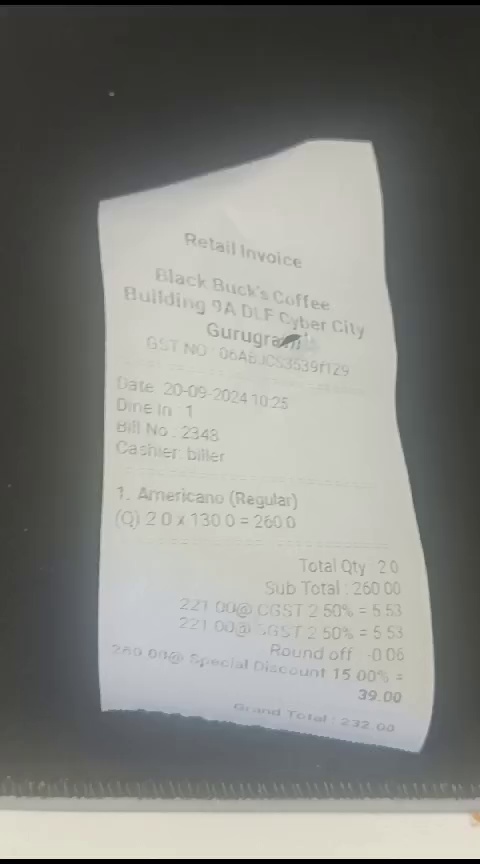 Retail Invoice
Black Buck's Coffee
Building 9A DLF Cyber City
Gurugram
GST NO :
Date: 20-09-2024 10:25
Dine In : 1
Bill No : 2348
Cashier: biller
1. Americano (Regular)
(Q) 2.0 x 130.0 = 260.0
Total Qty : 2.0
Sub Total : 260.00
221.00@ CGST 2.50% = 5.53
221.00@ SGST 2.50% = 5.53
Round off -0.06
260.00@ Special Discount 15.00% =
39.00
Grand Total : 232.00